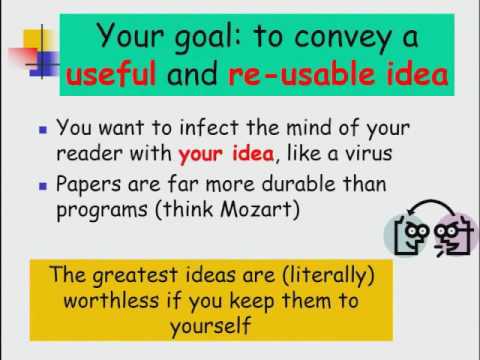 Your goal: to convey a
useful and re-usable idea
You want to infect the mind of your
reader with your idea, like a virus
Papers are far more durable than
programs (think Mozart)
The greatest ideas are (literally)
worthless if you keep them to
yourself